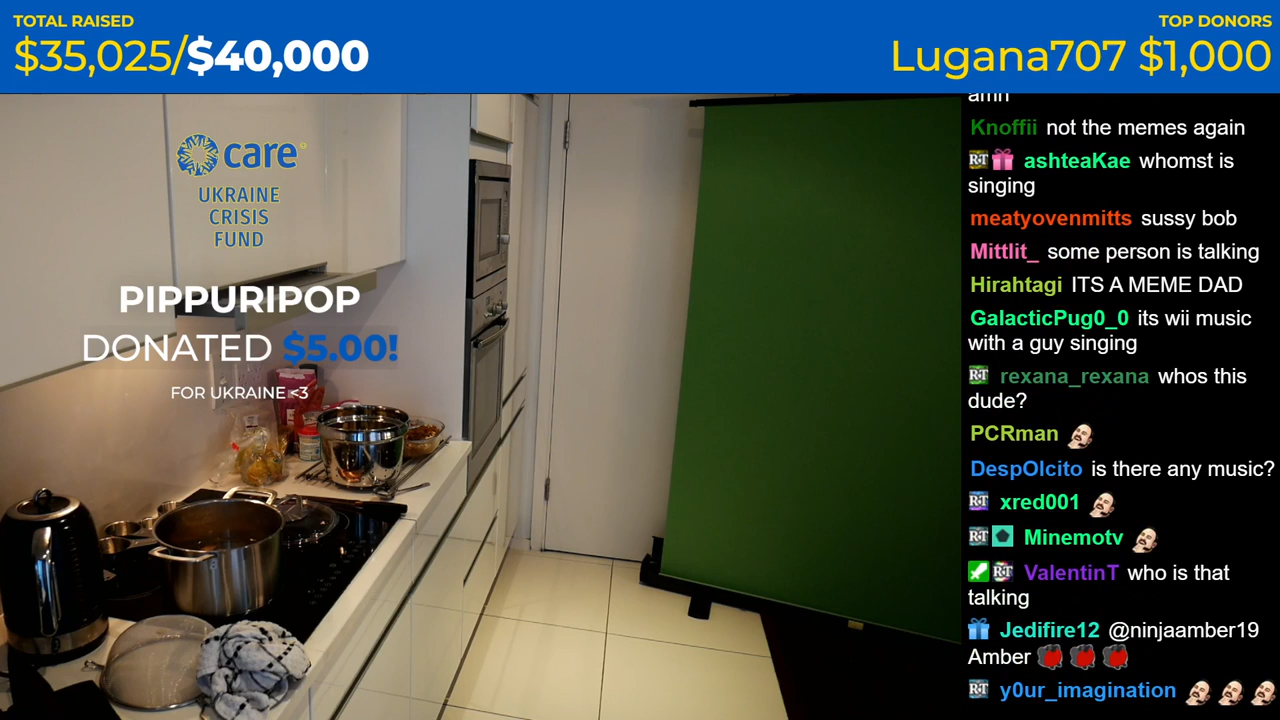 TOTAL RAISED
$35,025/$40,000
TOP DONORS
Lugana707 $1,000
care
UKRAINE
CRISIS
FUND
PIPPURIPOP
DONATED $5.00!
FOR UKRAINE <3
Knoffii not the memes again
ashteaKae whomst is
singing
meatyovenmitts sussy bob
Mittlit_ some person is talking
Hirahtagi ITS A MEME DAD
GalacticPug0_0 its wii music
with a guy singing
rexana_rexana whos this
dude?
PCRman
DespOlcito is there any music?
xred001
Minemotv
ValentinT who is that
talking
Jedifire12 @ninjaamber19
Amber
y0ur_imagination